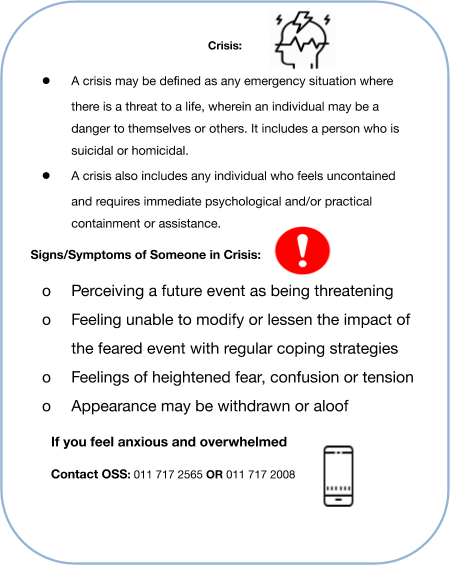 Crisis:
● A crisis may be defined as any emergency situation where
there is a threat to a life, wherein an individual may be a
danger to themselves or others. It includes a person who is
suicidal or homicidal.
● A crisis also includes any individual who feels uncontained
and requires immediate psychological and/or practical
containment or assistance.
Signs/Symptoms of Someone in Crisis:
o Perceiving a future event as being threatening
o Feeling unable to modify or lessen the impact of
the feared event with regular coping strategies
o Feelings of heightened fear, confusion or tension
o Appearance may be withdrawn or aloof
If you feel anxious and overwhelmed
Contact OSS: 011 717 2565 OR 011 717 2008